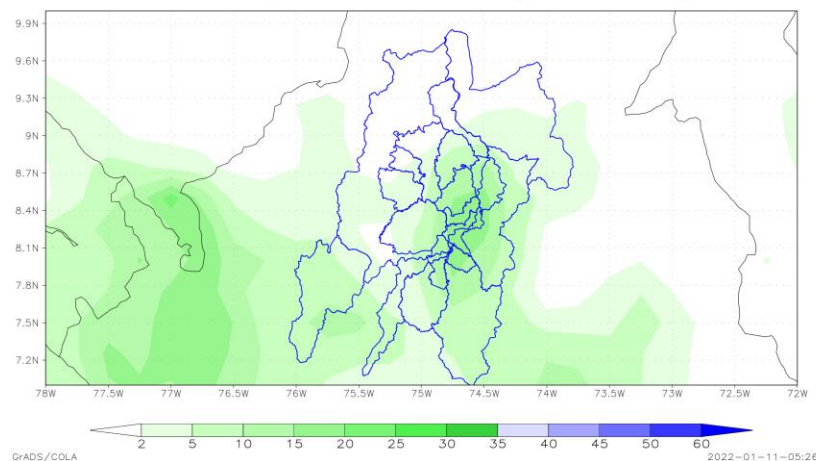 9.9N
9.6N
9.3N
9N
8.7N
8.4N
8.1N
7.8N
7.5N
7.2N
78W 77.5W 77W 76.5W 76W 75.5W 75W 74.5W 74W 73.5W 73W 72.5W 72W
2 5 10 15 20 25 30 35 40 45 50 60
GrADS/COLA 2022-01-11-05:26